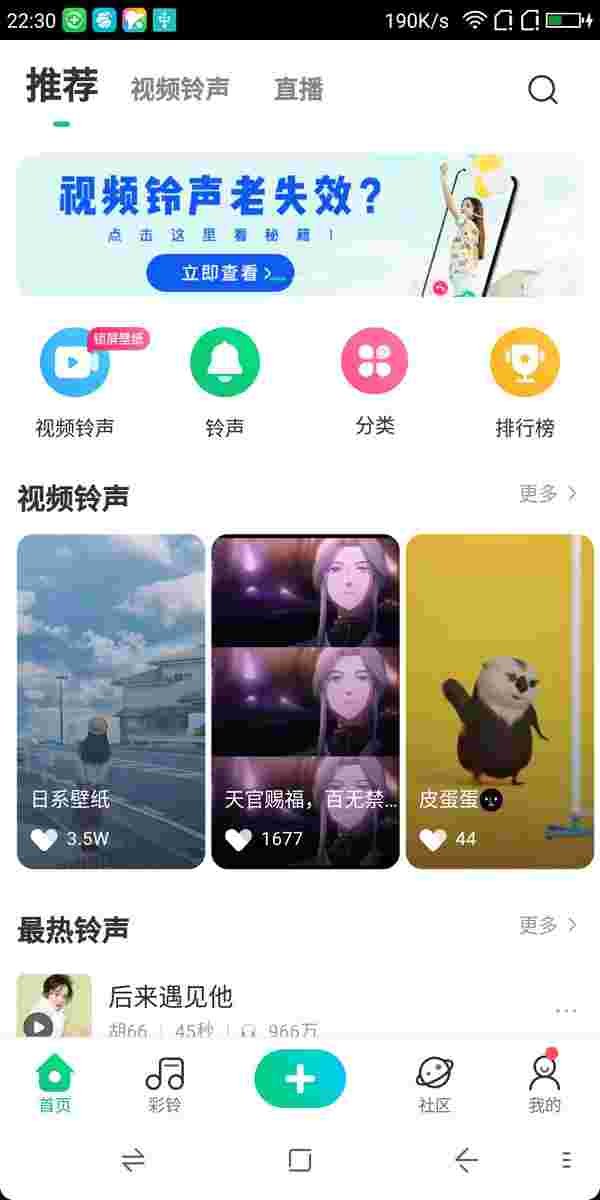 22:30
190K/s
推荐
视频铃声
直播
视频铃声老失效?
点击这里看秘籍!
立即查看
锁屏壁纸
视频铃声
铃声
分类
排行榜
视频铃声
更多
日系壁纸
3.5W
天官赐福，百无禁...
1677
皮蛋蛋
44
最热铃声
更多
后来遇见他
胡66
45秒
966万
首页
彩铃
社区
我的